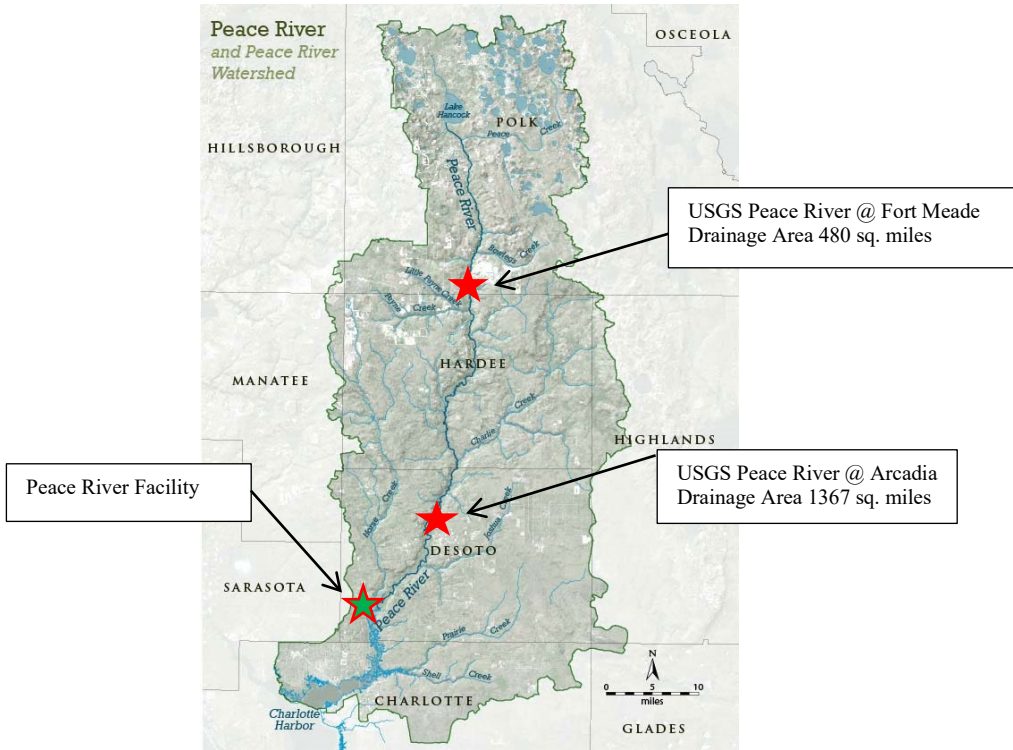 Peace River
and Peace River
Watershed
OSCEOLA
Lake
Hancock
POLK
Peace Creek
HILLSBOROUGH
Peace River
USGS Peace River @ Fort Meade
Drainage Area 480 sq. miles
Bowlegs Creek
Little Payne Creek
Payne Creek
HARDEE
MANATEE
Charlie Creek
HIGHLANDS
Peace River Facility
USGS Peace River @ Arcadia
Drainage Area 1367 sq. miles
Horse Creek
Joshua Creek
DESOTO
SARASOTA
Peace River
Prairie Creek
Shell Creek
N
0 5 10
miles
CHARLOTTE
Charlotte
Harbor
GLADES